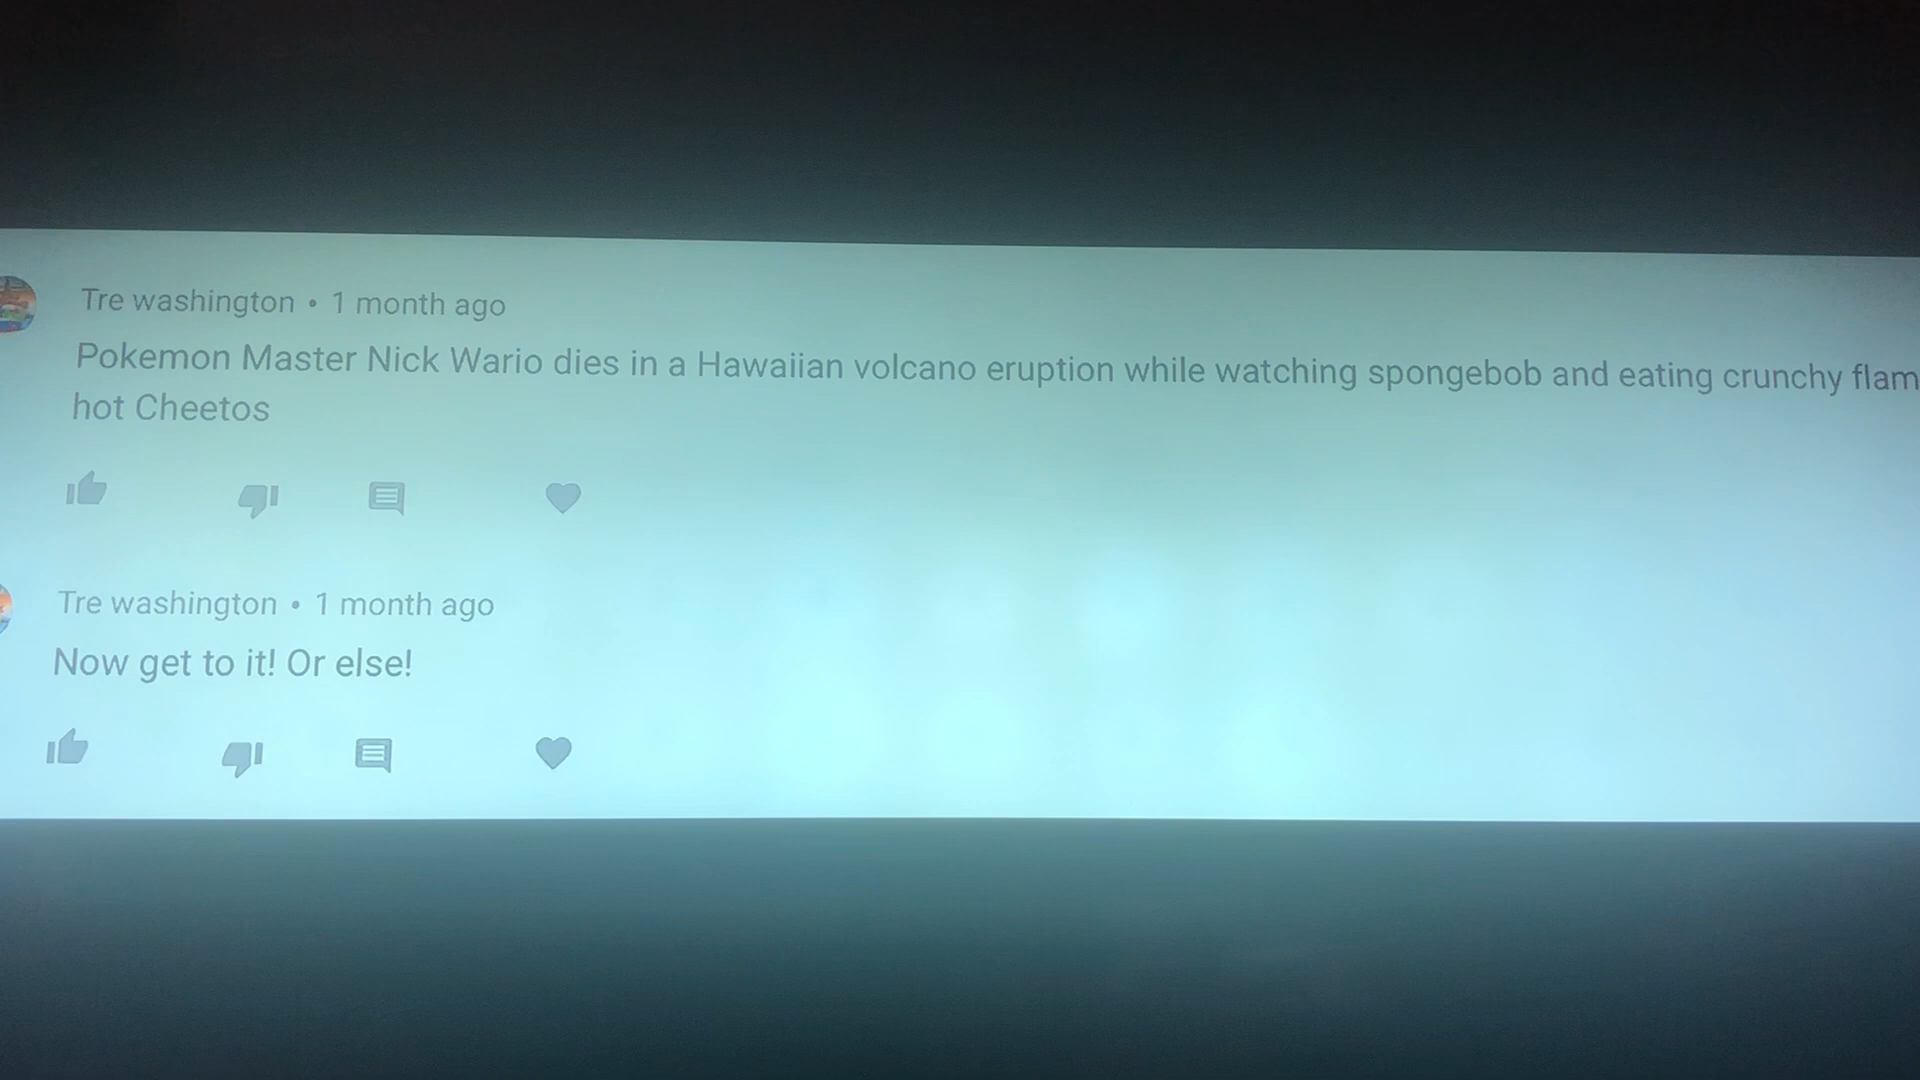 Tre washington • 1 month ago
Pokemon Master Nick Wario dies in a Hawaiian volcano eruption while watching spongebob and eating crunchy flam
hot Cheetos
Tre washington • 1 month ago
Now get to it! Or else!